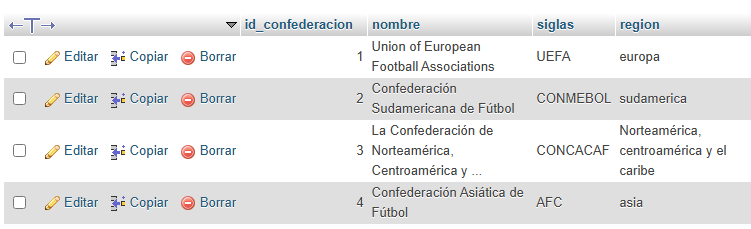 id_confederacion nombre siglas region
Editar Copiar Borrar 1 Union of European Football Associations UEFA europa
Editar Copiar Borrar 2 Confederación Sudamericana de Fútbol CONMEBOL sudamerica
Editar Copiar Borrar 3 La Confederación de Norteamérica, Centroamérica y ... CONCACAF Norteamérica, centroamérica y el caribe
Editar Copiar Borrar 4 Confederación Asiática de Fútbol AFC asia